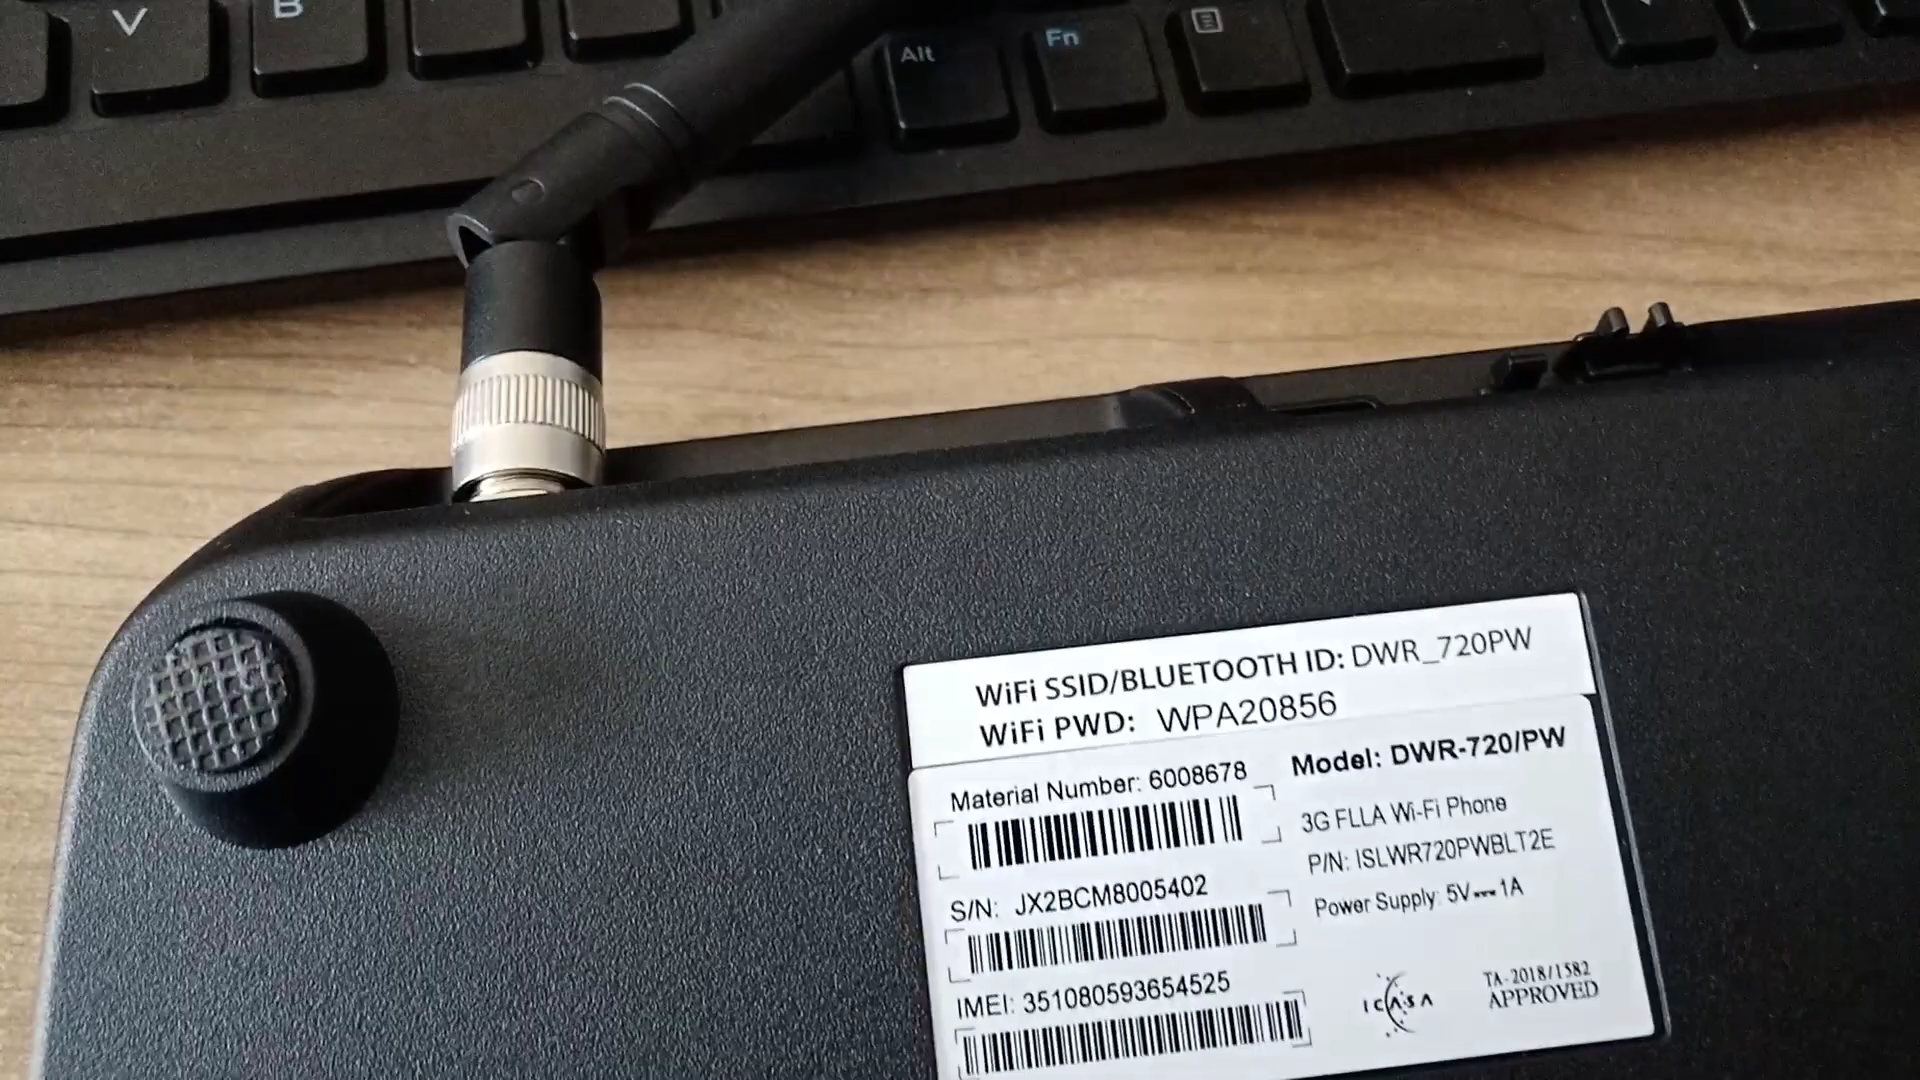 V
B
Alt
Fn
WiFi SSID/BLUETOOTH ID: DWR_720PW
WiFi PWD: WPA20856
Material Number: 6008678
Model: DWR-720/PW
3G FLLA Wi-Fi Phone
P/N: ISLWR720PWBLT2E
Power Supply: 5V⎓1A
S/N: JX2BCM8005402
IMEI: 351080593654525
ICASA
TA-2018/1582
APPROVED